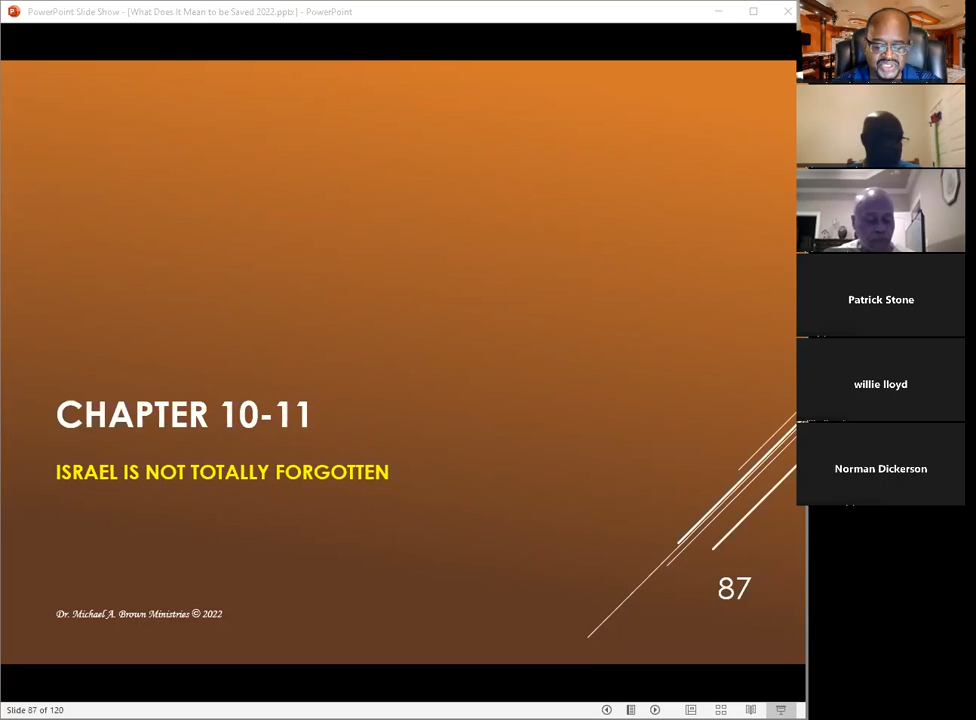 PowerPoint Slide Show - [What Does It Mean to be Saved 2022.ppb:] - PowerPoint
CHAPTER 10-11
ISRAEL IS NOT TOTALLY FORGOTTEN
87
Dr. Michael A. Brown Ministries © 2022
Slide 87 of 120
Patrick Stone
willie lloyd
Norman Dickerson